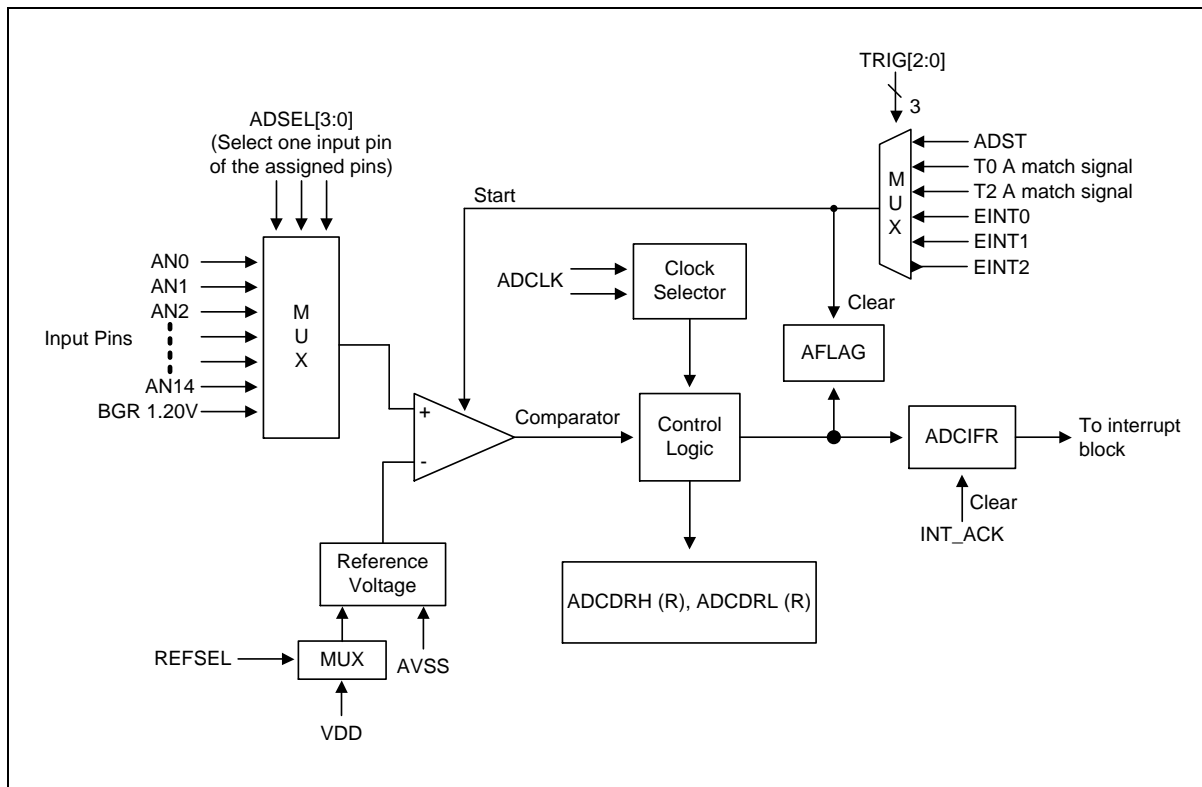 TRIG[2:0]
3
ADSEL[3:0]
(Select one input pin
of the assigned pins)
ADST
T0 A match signal
T2 A match signal
EINT0
EINT1
EINT2
M
U
X
Start
Clear
AN0
AN1
AN2
Input Pins
AN14
BGR 1.20V
M
U
X
ADCLK
Clock
Selector
AFLAG
+
-
Comparator
Control
Logic
ADCIFR
To interrupt
block
Clear
INT_ACK
Reference
Voltage
ADCDRH (R), ADCDRL (R)
REFSEL
MUX
AVSS
VDD